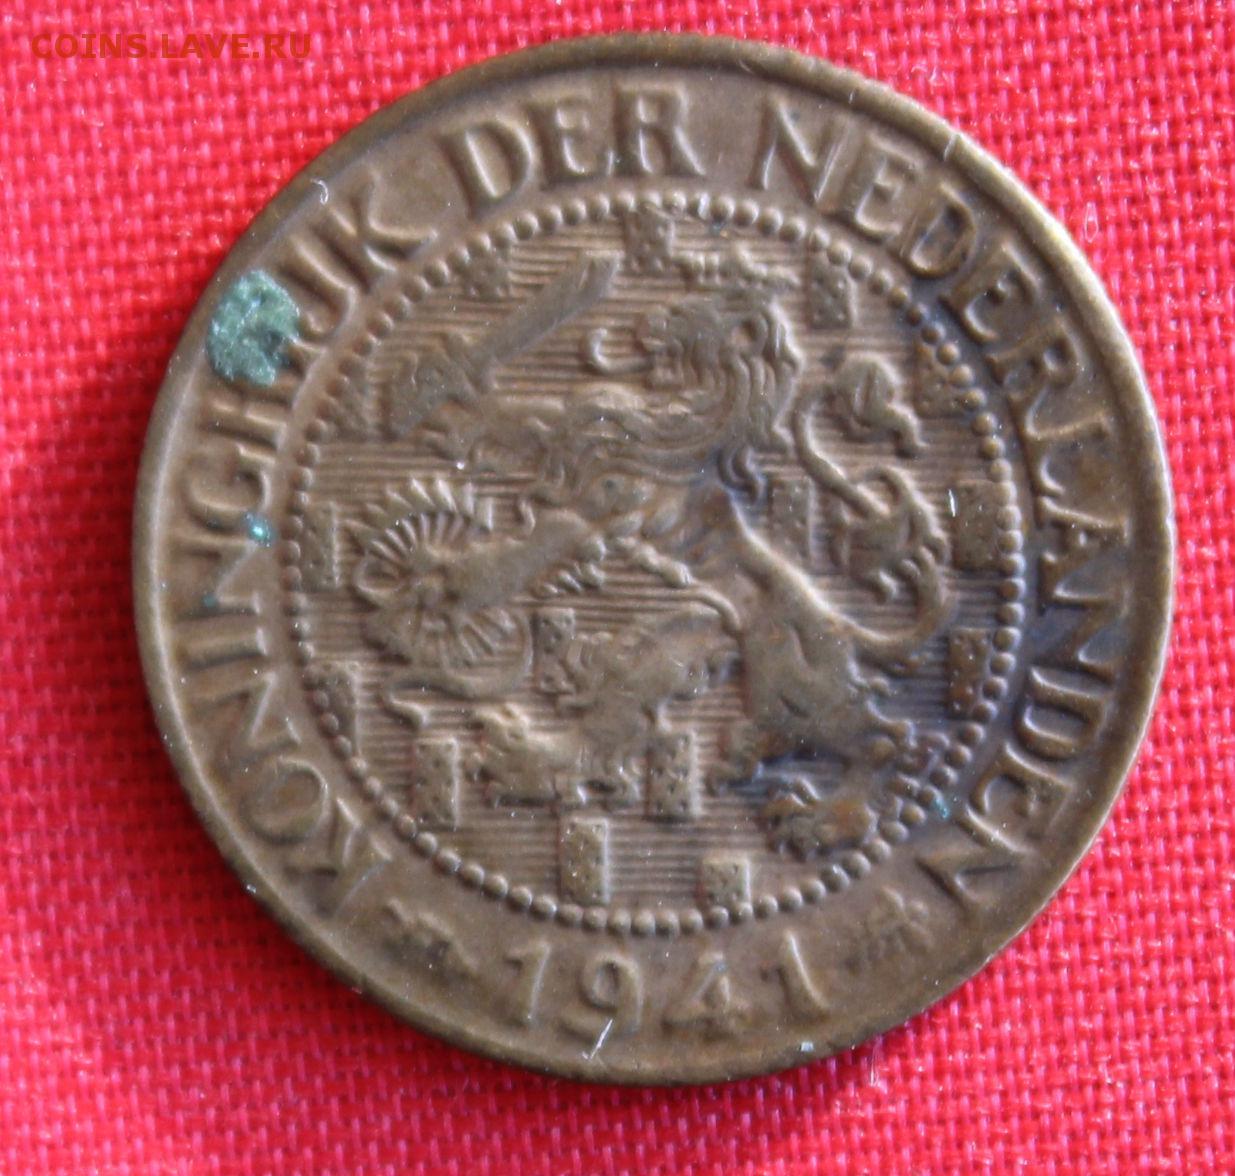 COINS.LAVE.RU
KONINGRIJK DER NEDERLANDEN
1941